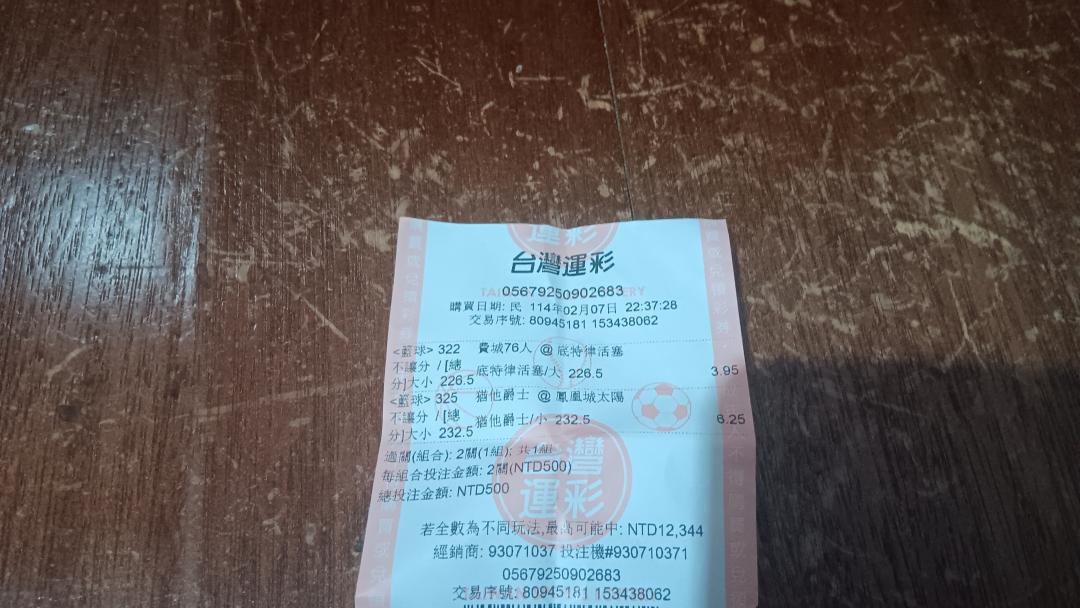 運彩
台灣運彩
05679250902683
購買日期: 民 114年02月07日 22:37:28
交易序號: 80945181 153438062
<籃球> 322 費城76人 @ 底特律活塞
不讓分 / [總分]大小 226.5 底特律活塞/大 226.5 3.95
<籃球> 325 猶他爵士 @ 鳳凰城太陽
不讓分 / [總分]大小 232.5 猶他爵士/小 232.5 6.25
過關(組合): 2關(1組); 共1組
每組合投注金額: 2關(NTD500)
總投注金額: NTD500
台灣
運彩
若全數為不同玩法,最高可能中: NTD12,344
經銷商: 93071037 投注機#930710371
05679250902683
交易序號: 80945181 153438062